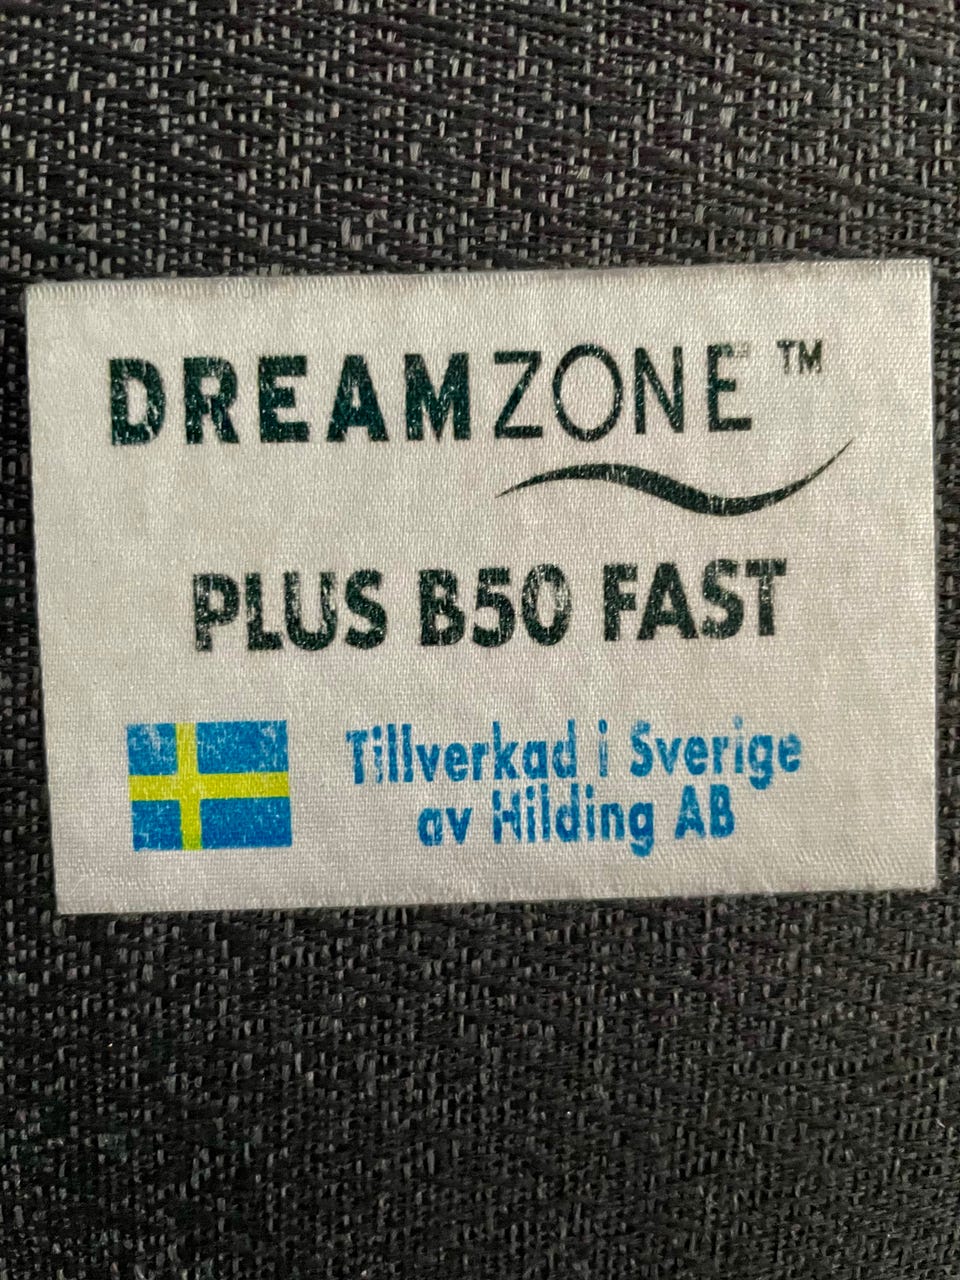 DREAMZONE™
PLUS B50 FAST
Tillverkad i Sverige
av Hilding AB